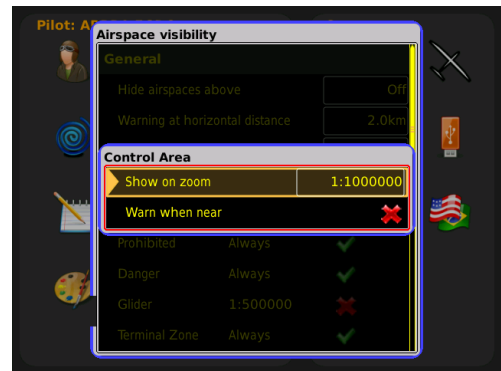 Pilot: A
Airspace visibility
General
Hide airspaces above Off
Warning at horizontal distance 2.0km
Control Area
Show on zoom 1:1000000
Warn when near
Prohibited Always
Danger Always
Glider 1:500000
Terminal Zone Always